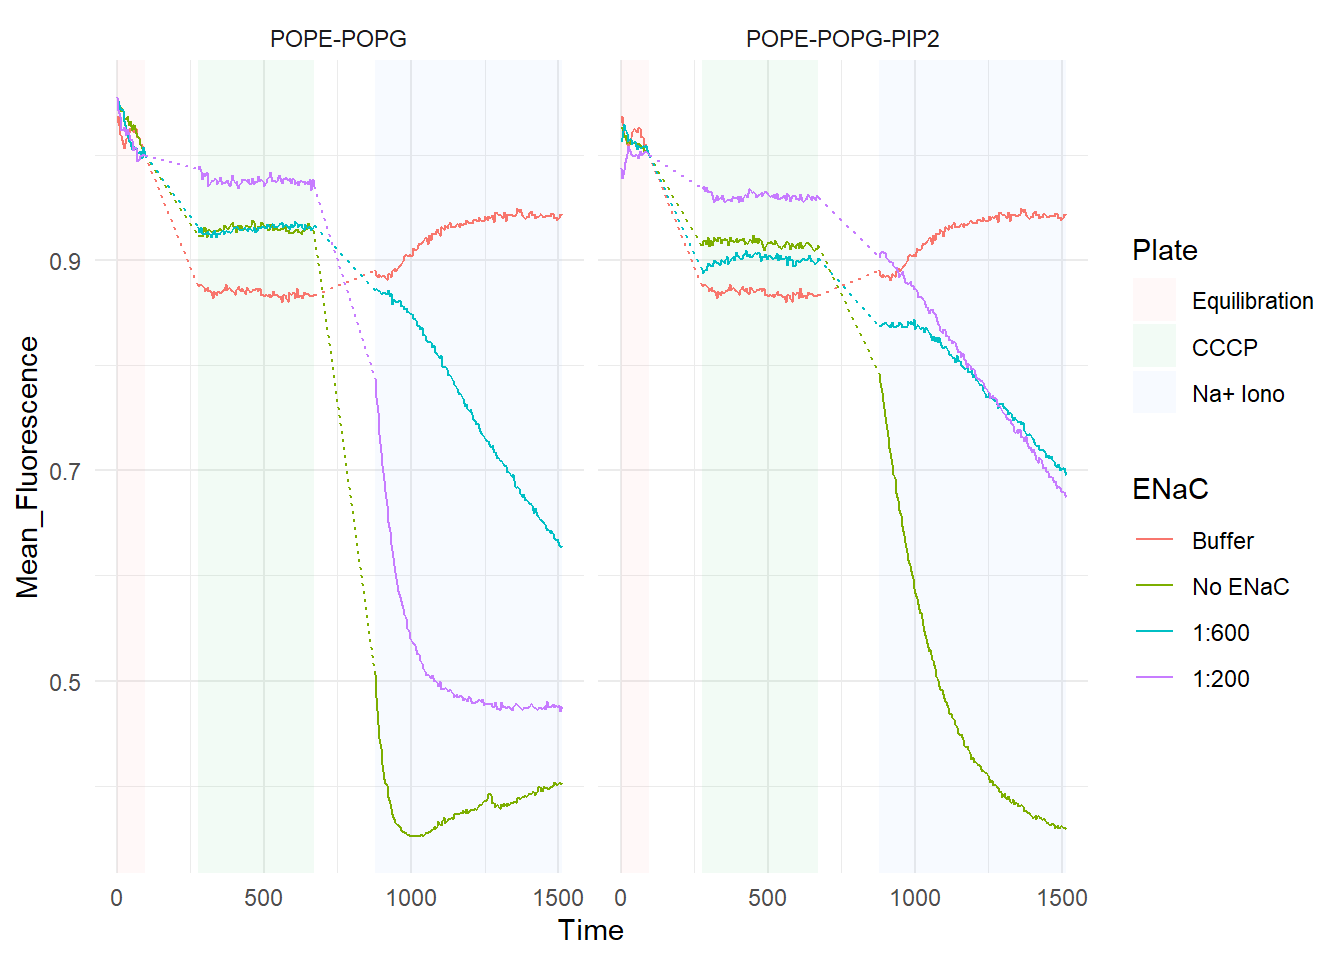 POPE-POPG
POPE-POPG-PIP2
Mean_Fluorescence
0.9
0.7
0.5
0
500
1000
1500
0
500
1000
1500
Time
Plate
Equilibration
CCCP
Na+ Iono
ENaC
Buffer
No ENaC
1:600
1:200